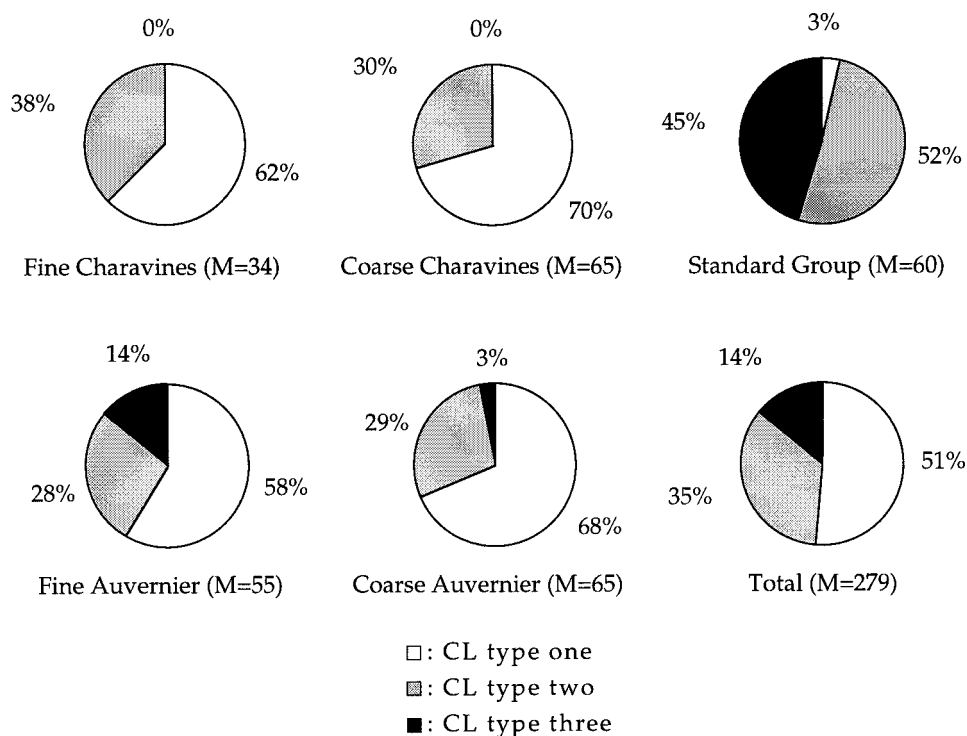 0%
38%
62%
Fine Charavines (M=34)
0%
30%
70%
Coarse Charavines (M=65)
3%
45%
52%
Standard Group (M=60)
14%
28%
58%
Fine Auvernier (M=55)
3%
29%
68%
Coarse Auvernier (M=65)
14%
35%
51%
Total (M=279)
: CL type one
: CL type two
: CL type three